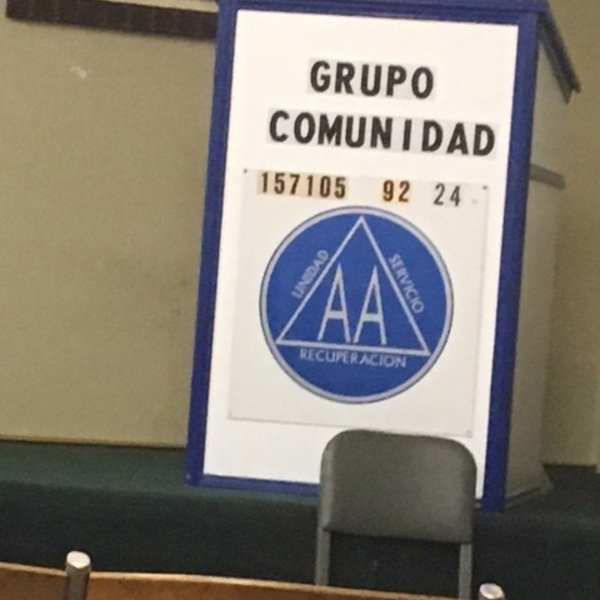 GRUPO
COMUNIDAD
157105 92 24
UNIDAD
SERVICIO
AA
RECUPERACION